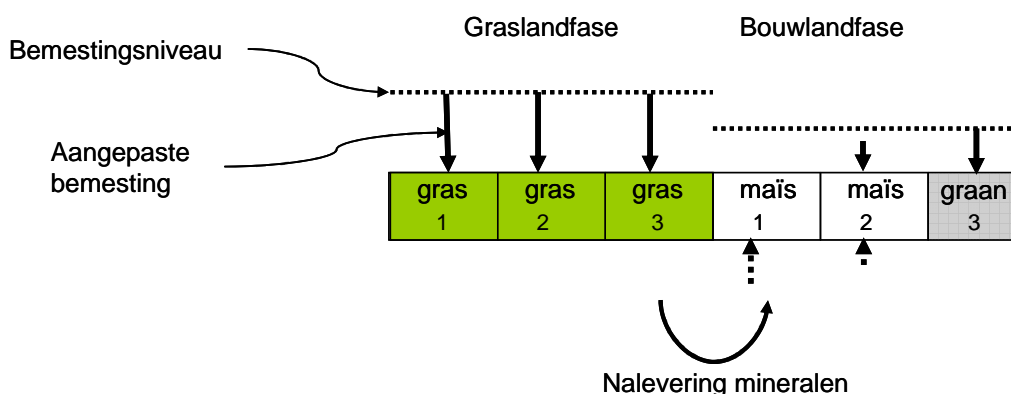 Graslandfase
Bouwlandfase
Bemestingsniveau
Aangepaste
bemesting
gras gras gras maïs maïs graan
1 2 3 1 2 3
Nalevering mineralen